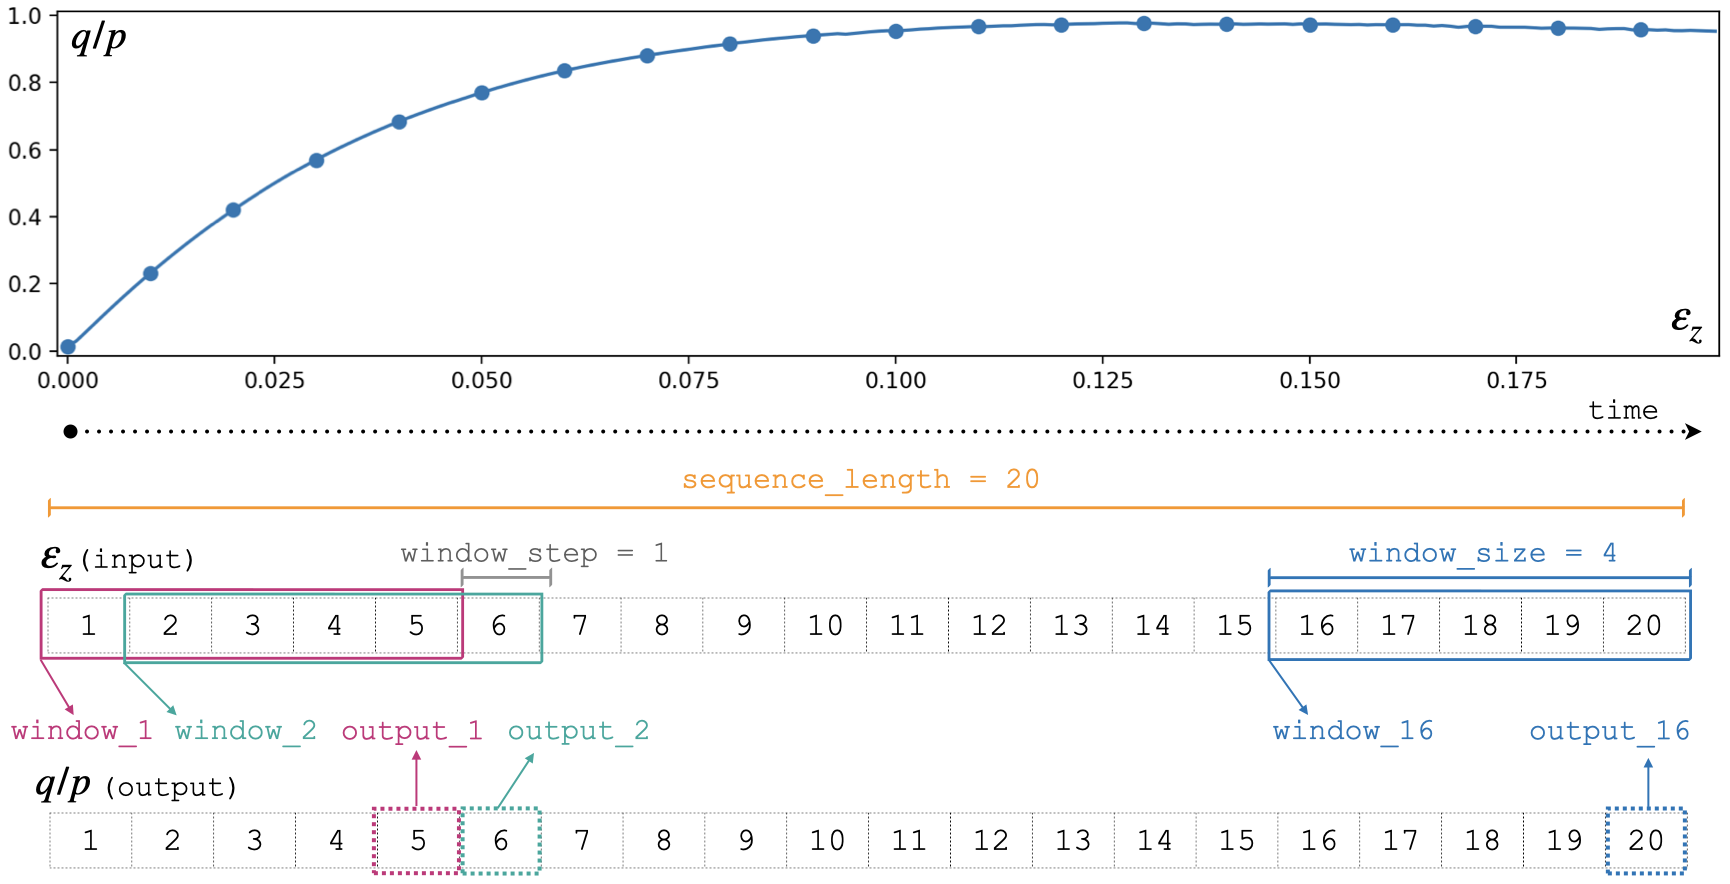 1.0
q/p
0.8
0.6
0.4
0.2
0.0
εz
0.000 0.025 0.050 0.075 0.100 0.125 0.150 0.175
time
sequence_length = 20
εz (input)
window_step = 1
window_size = 4
1 2 3 4 5 6 7 8 9 10 11 12 13 14 15 16 17 18 19 20
window_1 window_2 output_1 output_2 window_16 output_16
q/p (output)
1 2 3 4 5 6 7 8 9 10 11 12 13 14 15 16 17 18 19 20